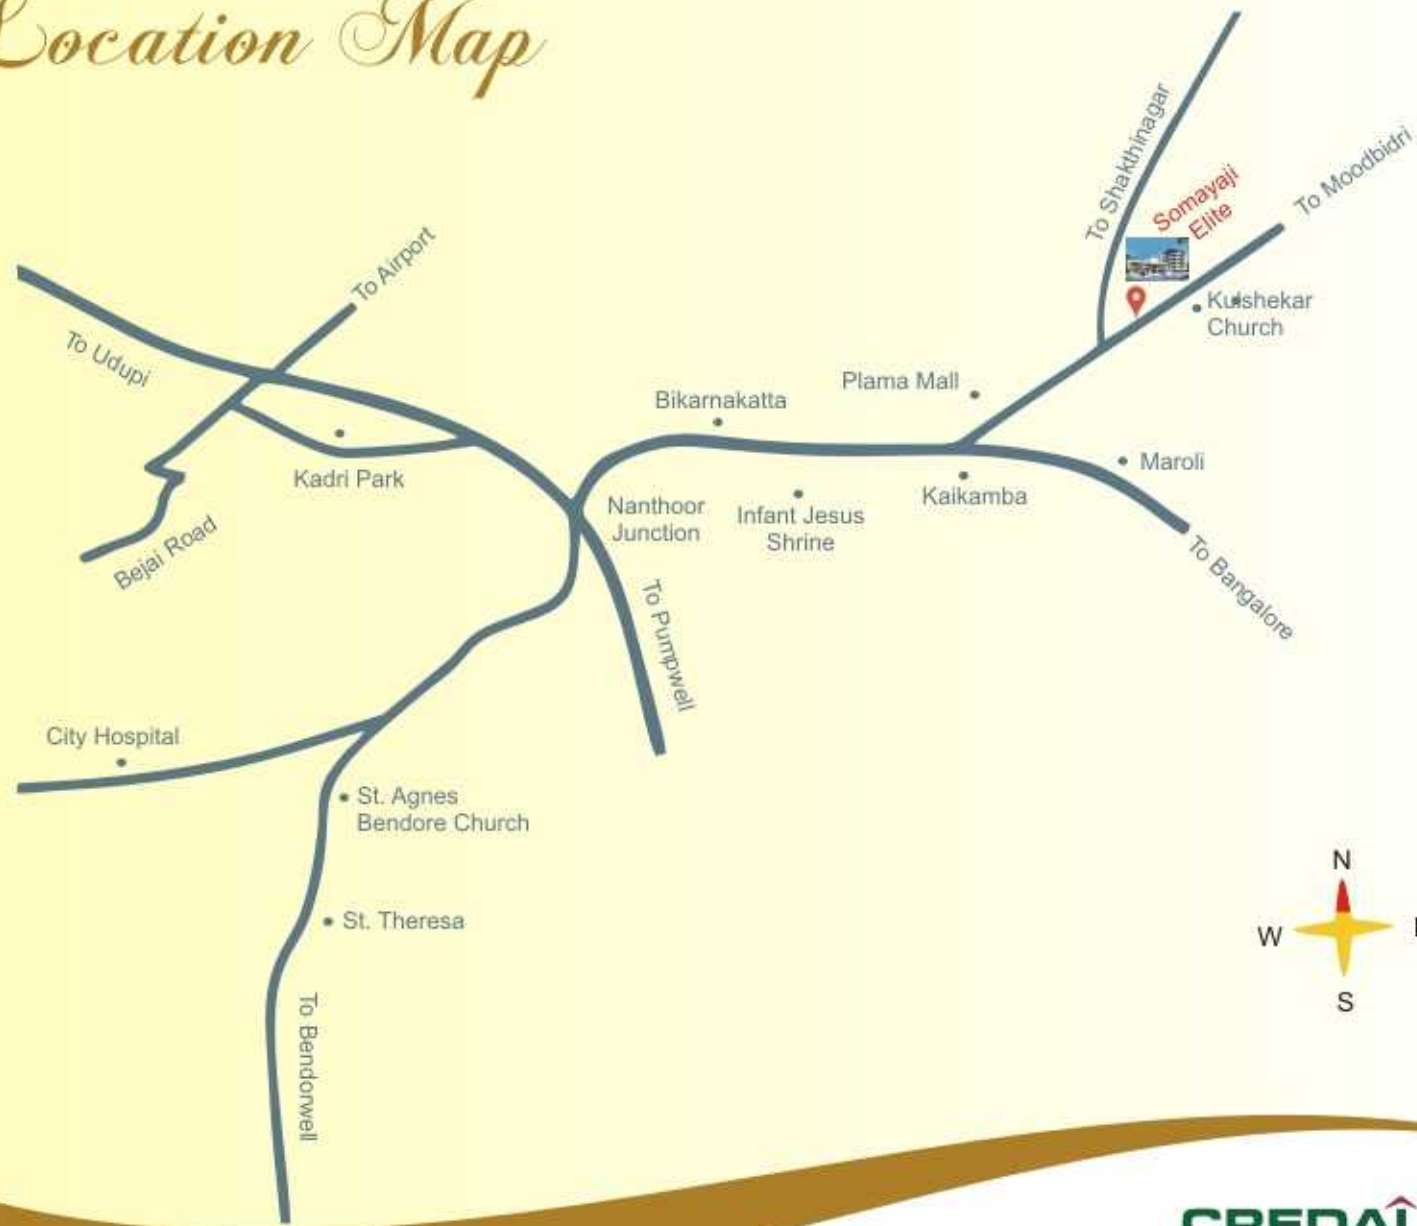 Location Map
To Shakthinagar
Somayaji
Elite
To Moodbidri
To Airport
Kulshekar
Church
To Udupi
Plama Mall
Bikarnakatta
Maroli
Kadri Park
Kaikamba
Nanthoor
Junction
Infant Jesus
Shrine
Bejai Road
To Bangalore
To Pumpwell
City Hospital
St. Agnes
Bendore Church
St. Theresa
To Bendorwell
N
W
S
CREDAI